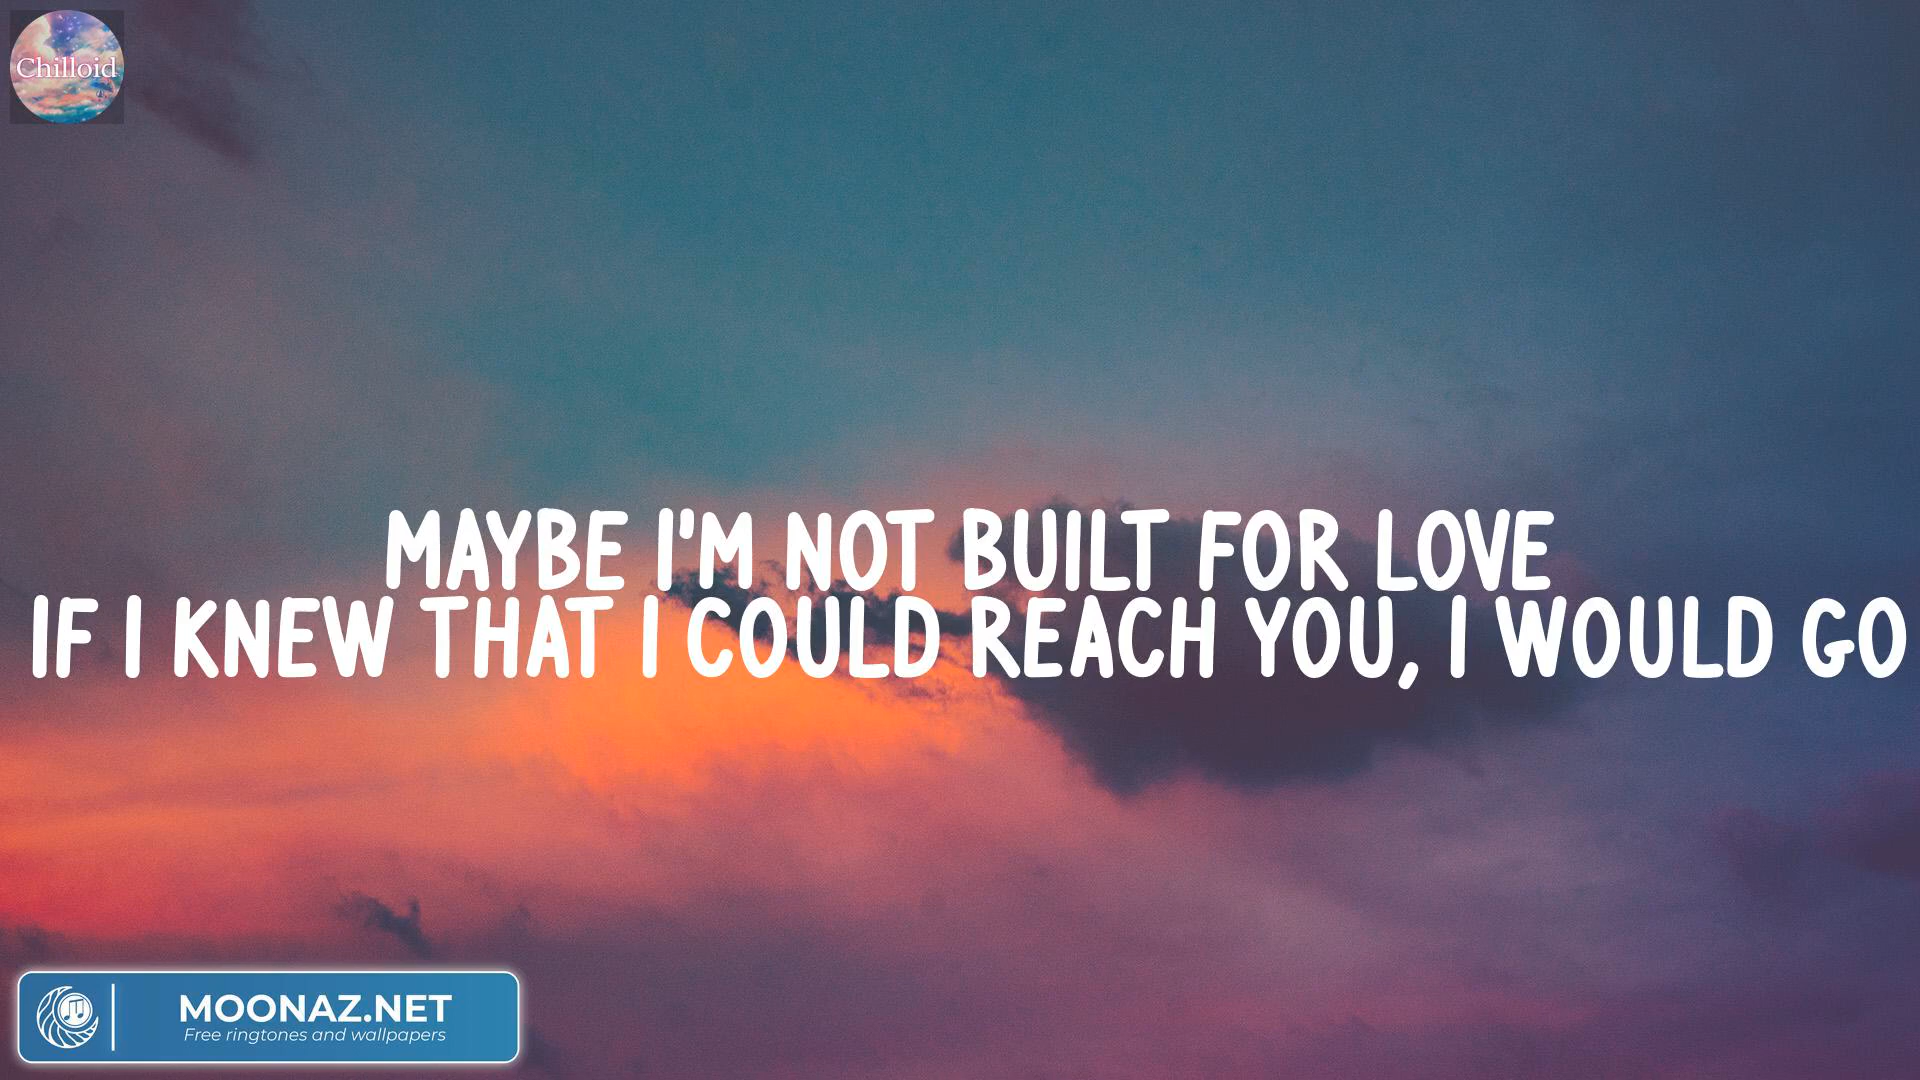 Chilloid
MAYBE I'M NOT BUILT FOR LOVE
IF I KNEW THAT I COULD REACH YOU, I WOULD GO
MOONAZ.NET
Free ringtones and wallpapers